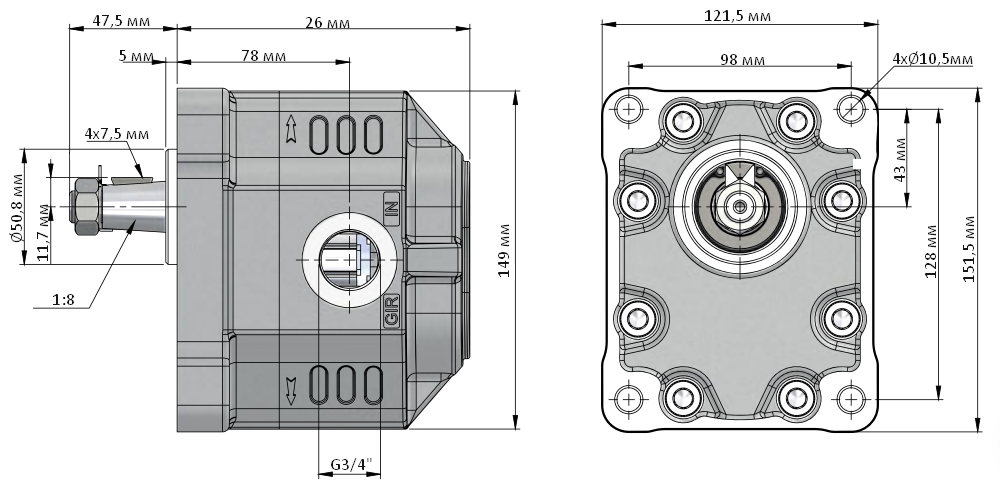 47,5 мм
26 мм
121,5 мм
5 мм
78 мм
98 мм
4xØ10,5мм
4x7,5 мм
Ø50,8 мм
11,7 мм
1:8
IN
GIR
149 мм
43 мм
128 мм
151,5 мм
G3/4"